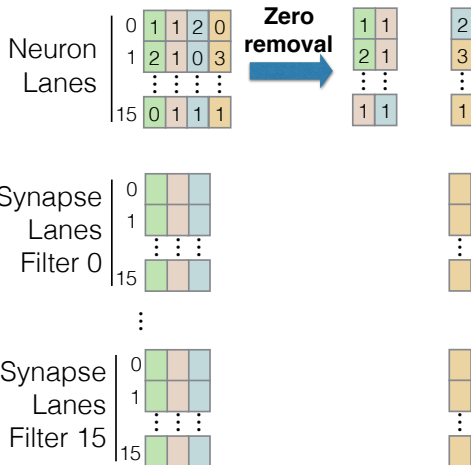 Zero
removal
Neuron
Lanes
0 1 1 2 0 1 1 2
1 2 1 0 3 2 1 3
15 0 1 1 1 1 1 1
Synapse
Lanes
Filter 0
0
1
15
Synapse
Lanes
Filter 15
0
1
15